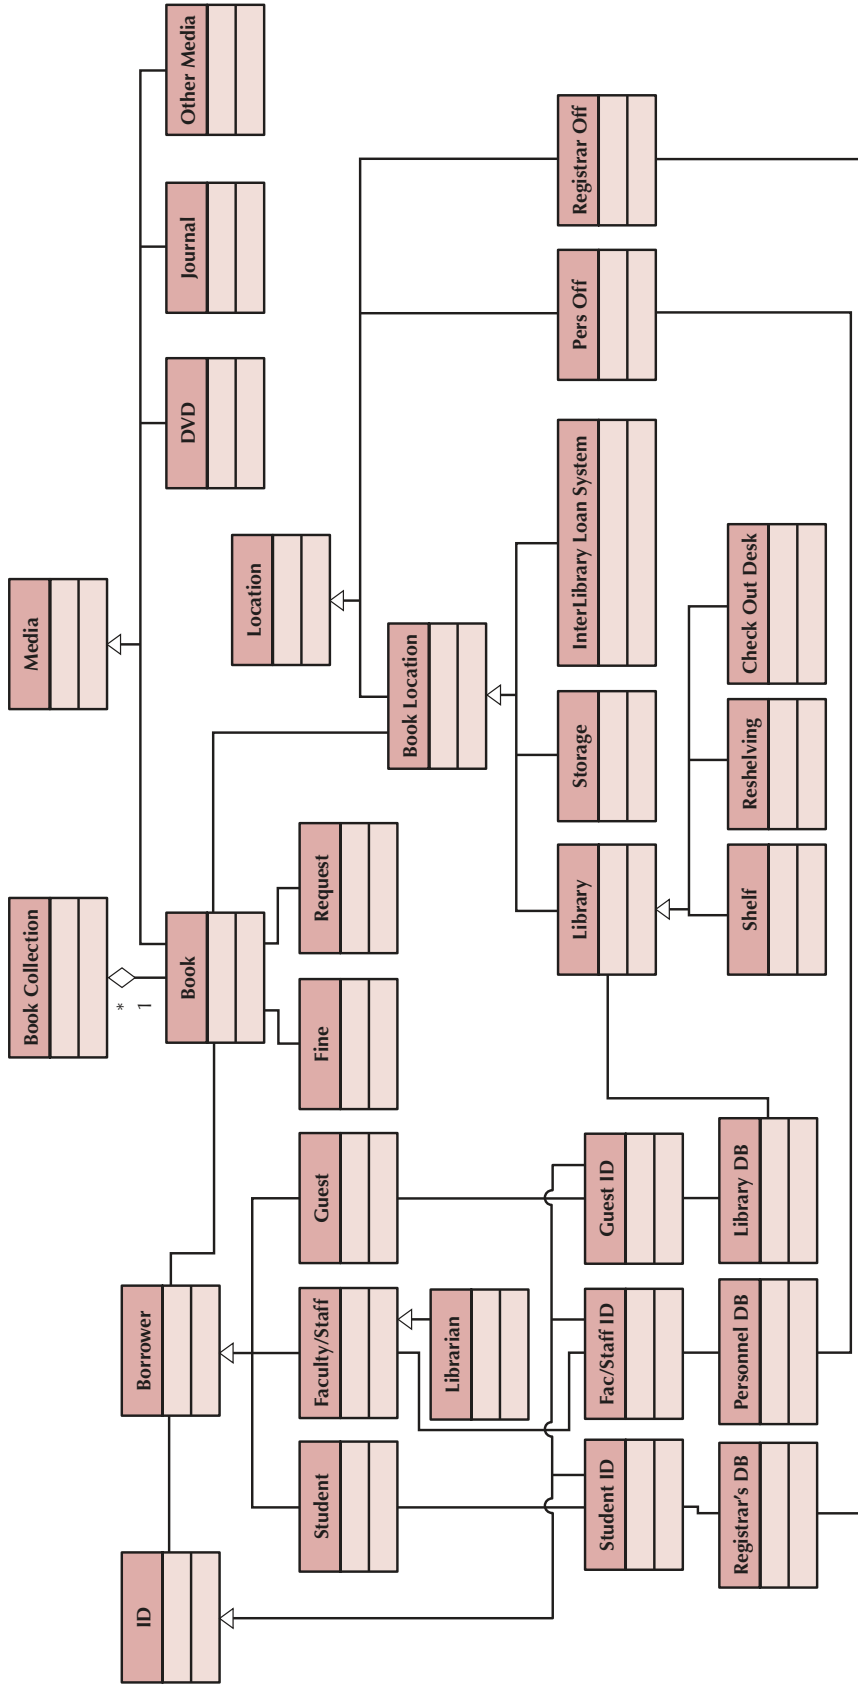 Book Collection
Media
*
1
ID
Borrower
Book
DVD
Journal
Other Media
Location
Student
Faculty/Staff
Guest
Fine
Request
Book Location
Librarian
Student ID
Fac/Staff ID
Guest ID
Library
Storage
InterLibrary Loan System
Pers Off
Registrar Off
Registrar's DB
Personnel DB
Library DB
Shelf
Reshelving
Check Out Desk